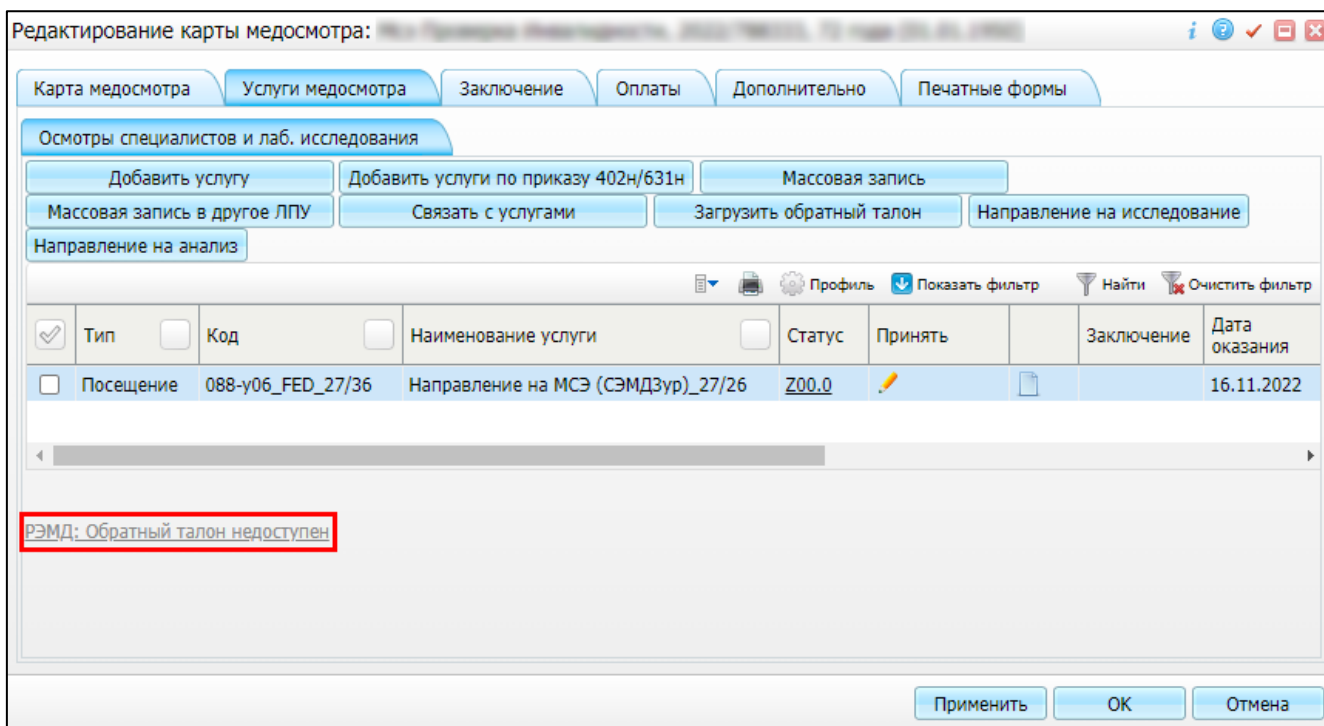 Редактирование карты медосмотра:
Карта медосмотра Услуги медосмотра Заключение Оплаты Дополнительно Печатные формы
Осмотры специалистов и лаб. исследования
Добавить услугу Добавить услуги по приказу 402н/631н Массовая запись
Массовая запись в другое ЛПУ Связать с услугами Загрузить обратный талон Направление на исследование
Направление на анализ
Профиль Показать фильтр Найти Очистить фильтр
Тип Код Наименование услуги Статус Принять Заключение Дата
оказания
Посещение 088-у06_FED_27/36 Направление на МСЭ (СЭМД3ур)_27/26 Z00.0 16.11.2022
РЭМД: Обратный талон недоступен
Применить ОК Отмена